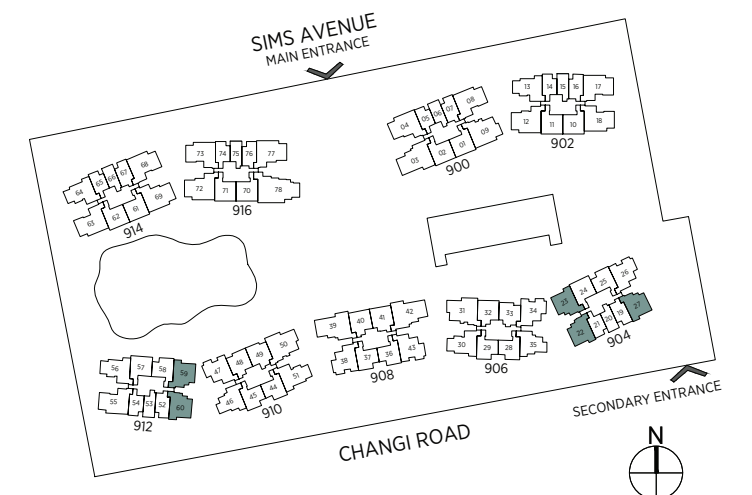 SIMS AVENUE
MAIN ENTRANCE
13 14 15 16 17
12 11 10 18
902
04 05 06 07 08
03 02 01 09
900
73 74 75 76 77
72 71 70 78
916
64 65 66 67 68
63 62 61 69
914
23 24 25 26
22 21 20 19 27
904
31 32 33 34
30 29 28 35
906
39 40 41 42
38 37 36 43
908
47 48 49 50
46 45 44 51
910
56 57 58 59
55 54 53 52 60
912
SECONDARY ENTRANCE
CHANGI ROAD
N